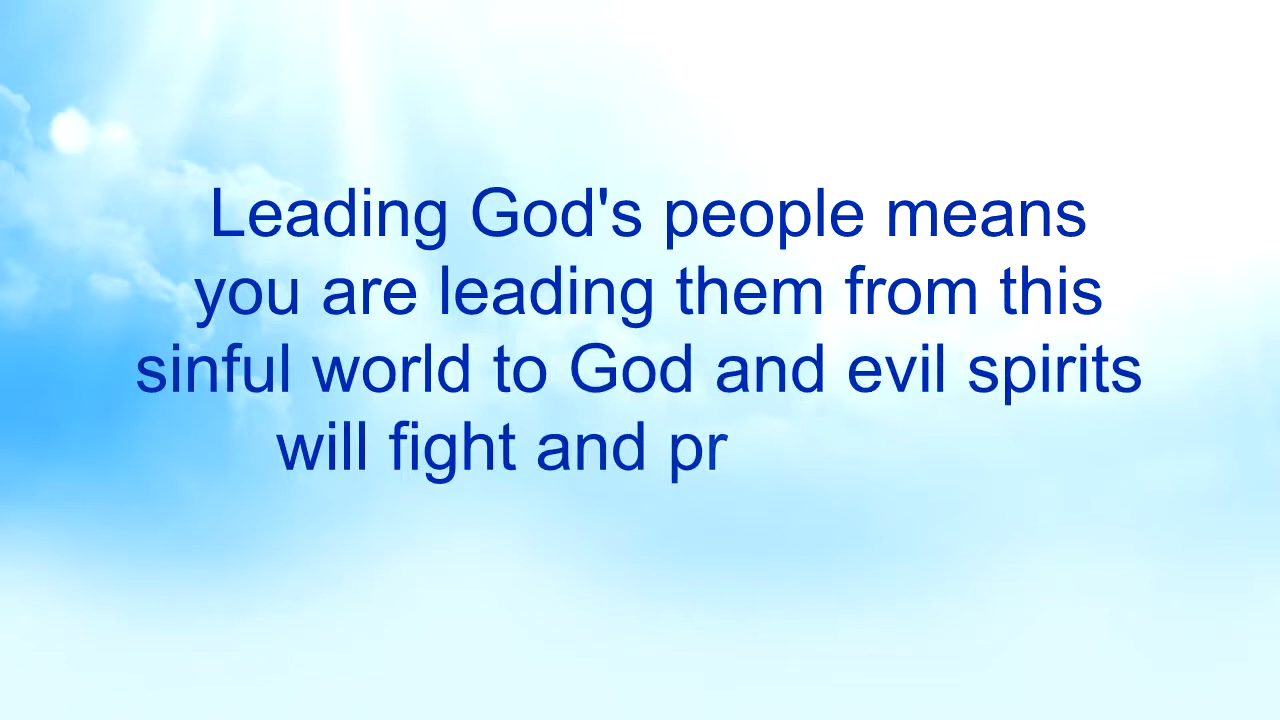 Leading God's people means
you are leading them from this
sinful world to God and evil spirits
will fight and pr